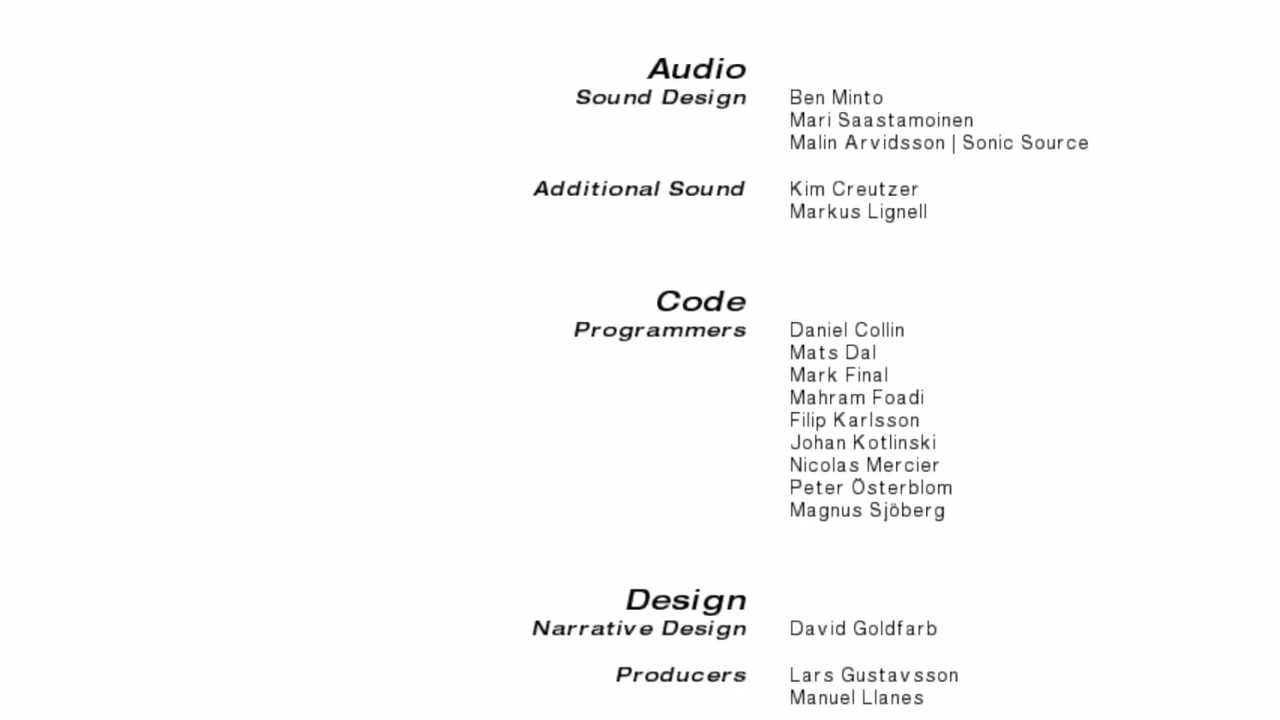 Audio
Sound Design Ben Minto
Mari Saastamoinen
Malin Arvidsson | Sonic Source
Additional Sound Kim Creutzer
Markus Lignell
Code
Programmers Daniel Collin
Mats Dal
Mark Final
Mahram Foadi
Filip Karlsson
Johan Kotlinski
Nicolas Mercier
Peter Österblom
Magnus Sjöberg
Design
Narrative Design David Goldfarb
Producers Lars Gustavsson
Manuel Llanes